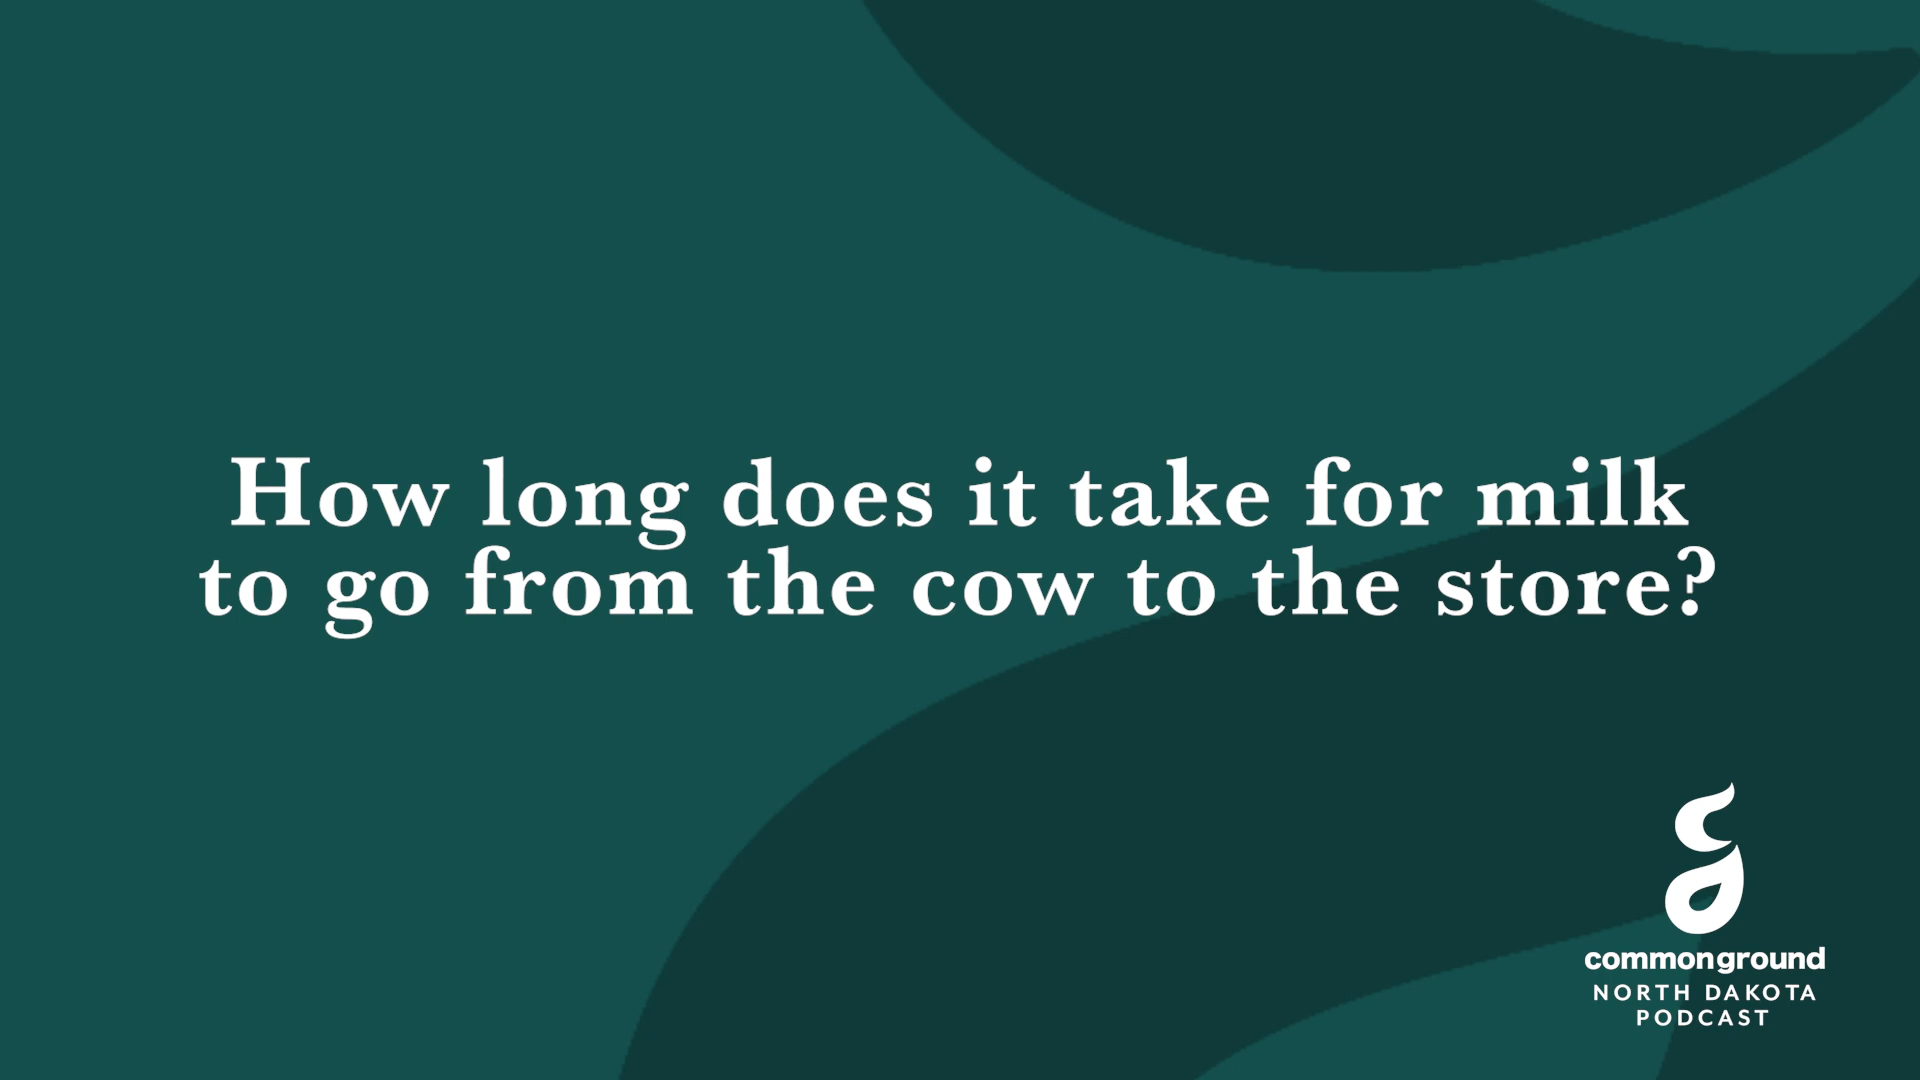 How long does it take for milk
to go from the cow to the store?
commonground
NORTH DAKOTA
PODCAST